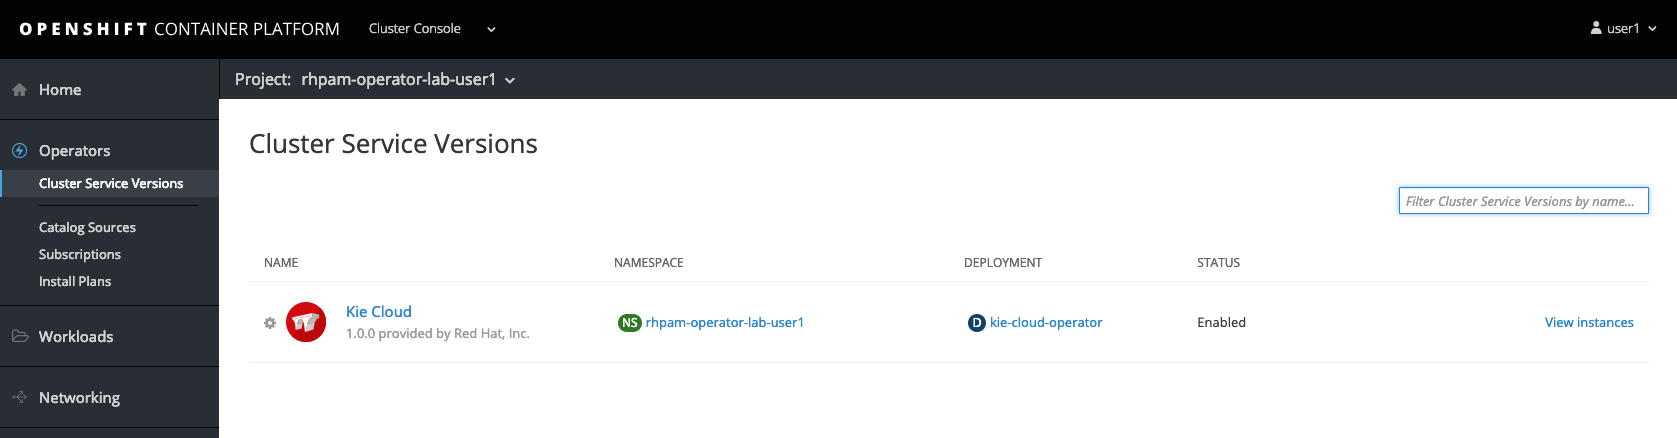 OPENSHIFT CONTAINER PLATFORM Cluster Console user1
Project: rhpam-operator-lab-user1
Home
Operators
Cluster Service Versions
Catalog Sources
Subscriptions
Install Plans
Workloads
Networking
Cluster Service Versions
Filter Cluster Service Versions by name...
NAME NAMESPACE DEPLOYMENT STATUS
Kie Cloud
1.0.0 provided by Red Hat, Inc.
NS rhpam-operator-lab-user1 D kie-cloud-operator Enabled View instances